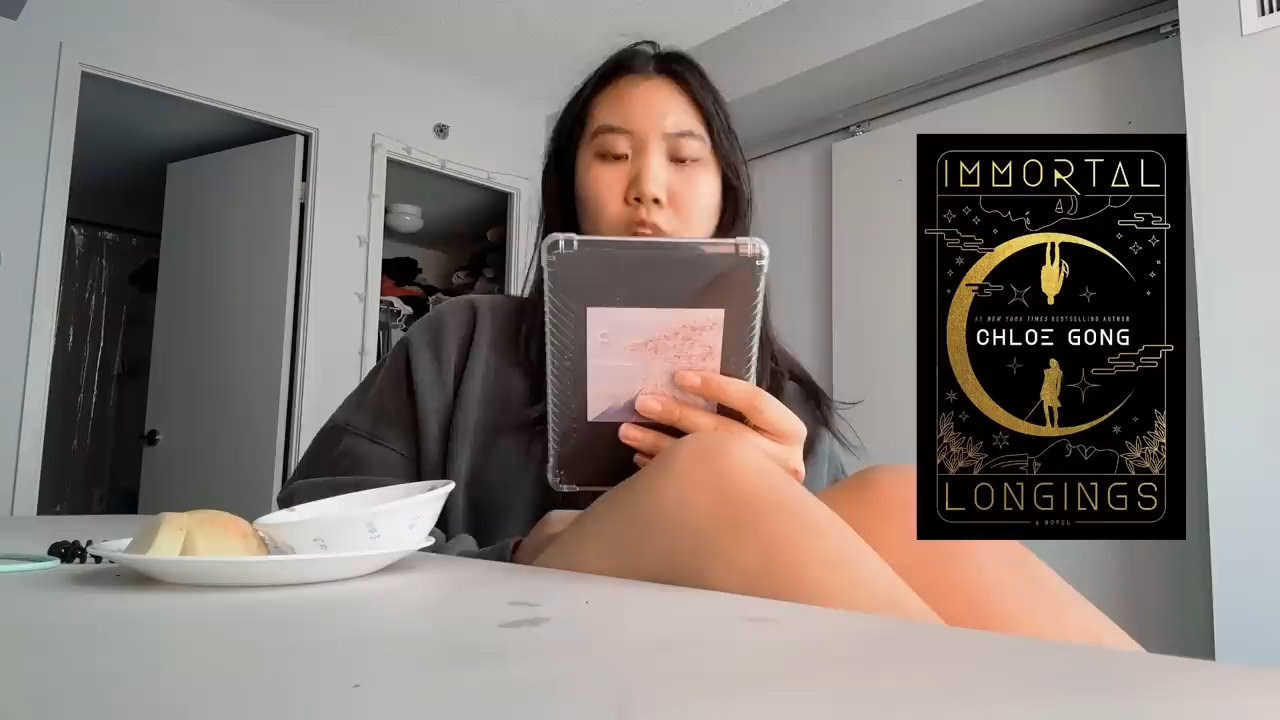 IMMORTAL
#1 NEW YORK TIMES BESTSELLING AUTHOR
CHLOE GONG
LONGINGS
A NOVEL